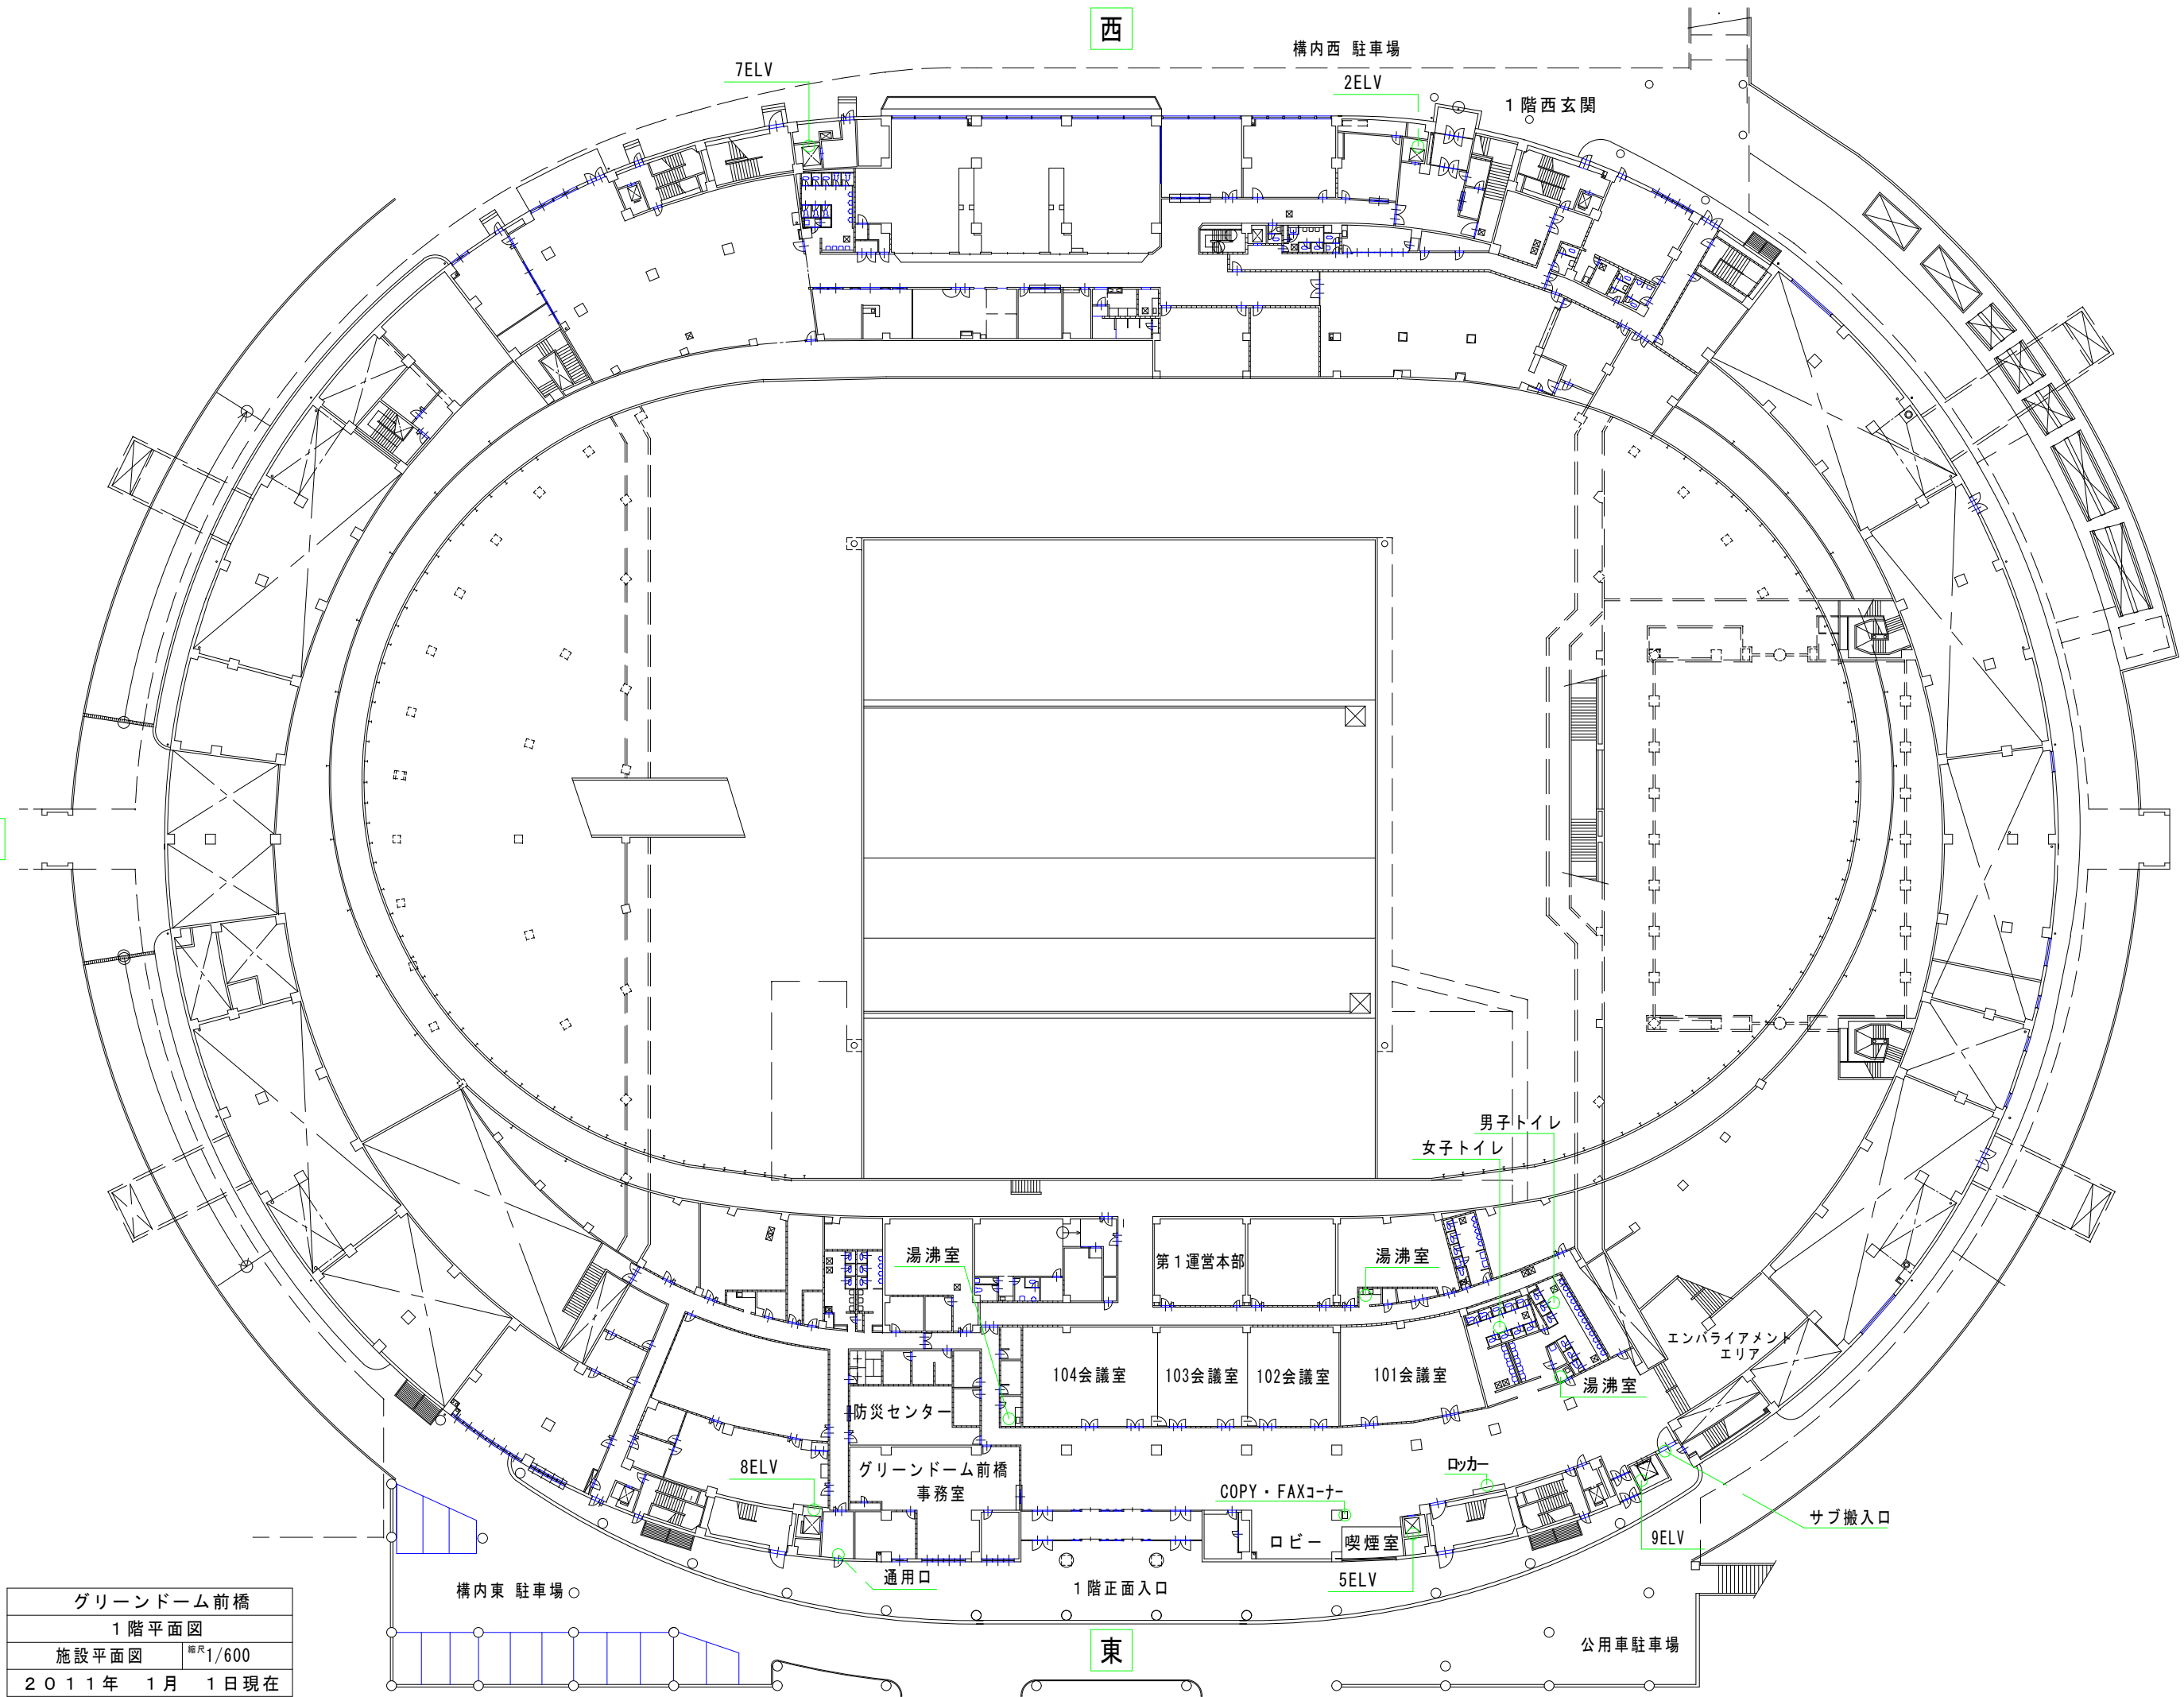 西
構内西 駐車場
7ELV
2ELV
1階西玄関
男子トイレ
女子トイレ
湯沸室
第1運営本部
湯沸室
エンバライアメント
エリア
104会議室
103会議室
102会議室
101会議室
湯沸室
防災センター
グリーンドーム前橋
事務室
8ELV
ロッカー
COPY・FAXコーナー
ロビー
喫煙室
サブ搬入口
9ELV
5ELV
通用口
1階正面入口
構内東 駐車場
東
公用車駐車場
グリーンドーム前橋
1階平面図
施設平面図 縮尺1/600
2011年 1月 1日現在